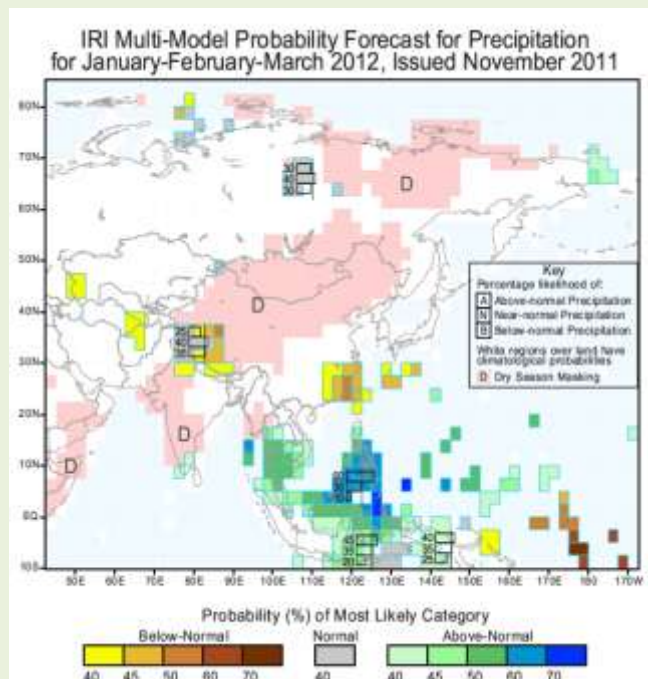 IRI Multi-Model Probability Forecast for Precipitation
for January-February-March 2012, Issued November 2011
80N
70N
60N
50N
40N
30N
20N
10N
EQ
10S
D
D
D
D
Key
Percentage likelihood of:
A Above-normal Precipitation
N Near-normal Precipitation
B Below-normal Precipitation
White regions over land have
climatological probabilities
D Dry Season Masking
50E 60E 70E 80E 90E 100E 110E 120E 130E 140E 150E 160E 170E 180 170W
Probability (%) of Most Likely Category
Below-Normal Normal Above-Normal
40 45 50 60 70 40 40 45 50 60 70